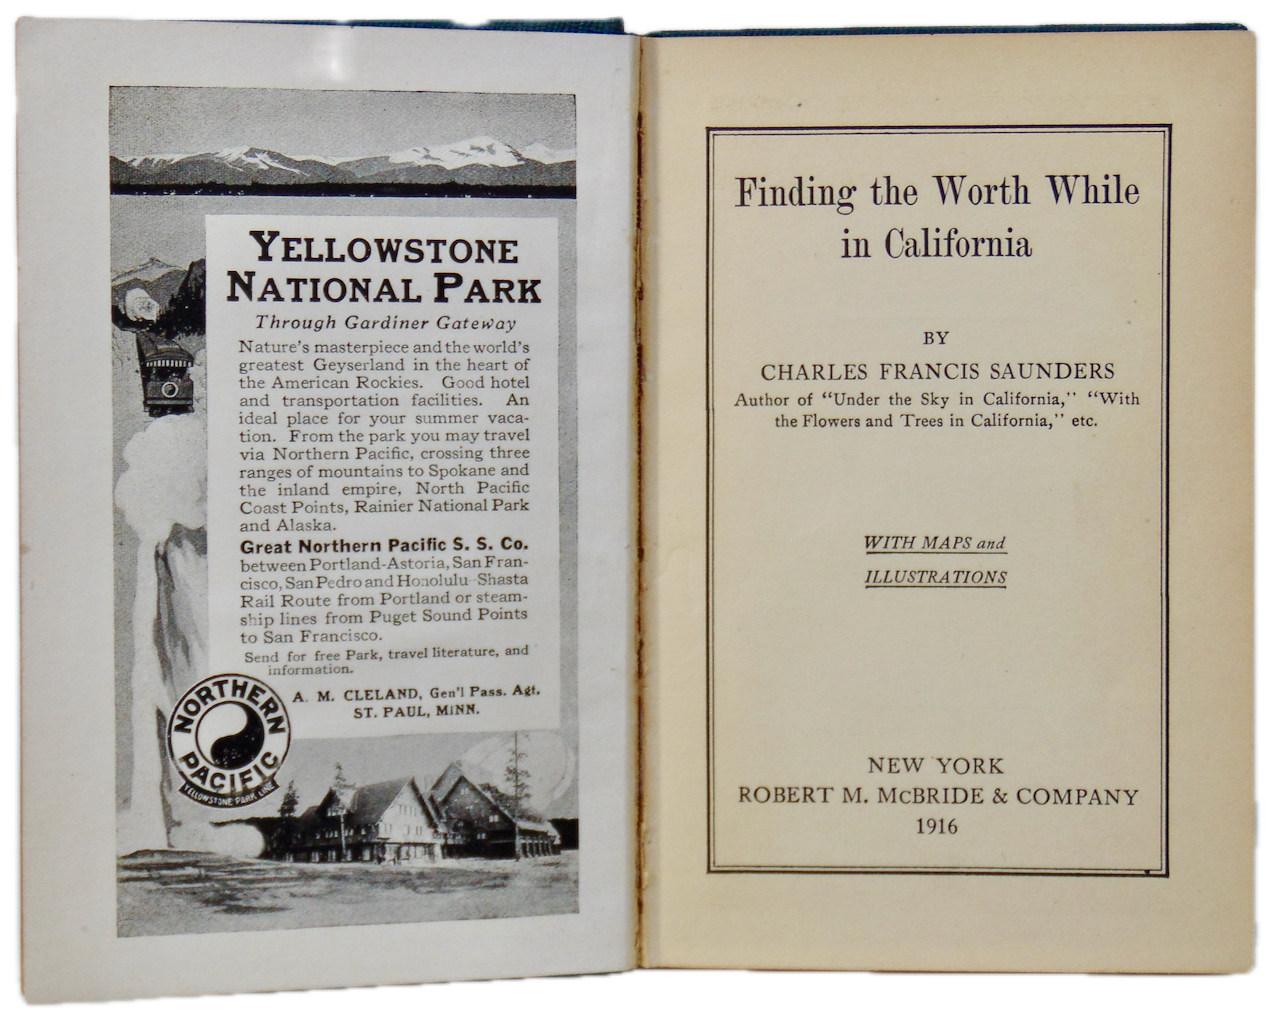 YELLOWSTONE
NATIONAL PARK
Through Gardiner Gateway
Nature's masterpiece and the world's
greatest Geyserland in the heart of
the American Rockies. Good hotel
and transportation facilities. An
ideal place for your summer vaca-
tion. From the park you may travel
via Northern Pacific, crossing three
ranges of mountains to Spokane and
the inland empire, North Pacific
Coast Points, Rainier National Park
and Alaska.
Great Northern Pacific S. S. Co.
between Portland-Astoria, San Fran-
cisco, San Pedro and Honolulu Shasta
Rail Route from Portland or steam-
ship lines from Puget Sound Points
to San Francisco.
Send for free Park, travel literature, and
information.
A. M. CLELAND, Gen'l Pass. Agt.
ST. PAUL, MINN.
NORTHERN
PACIFIC
YELLOWSTONE PARK LINE
Finding the Worth While
in California
BY
CHARLES FRANCIS SAUNDERS
Author of "Under the Sky in California," "With
the Flowers and Trees in California," etc.
WITH MAPS and
ILLUSTRATIONS
NEW YORK
ROBERT M. McBRIDE & COMPANY
1916